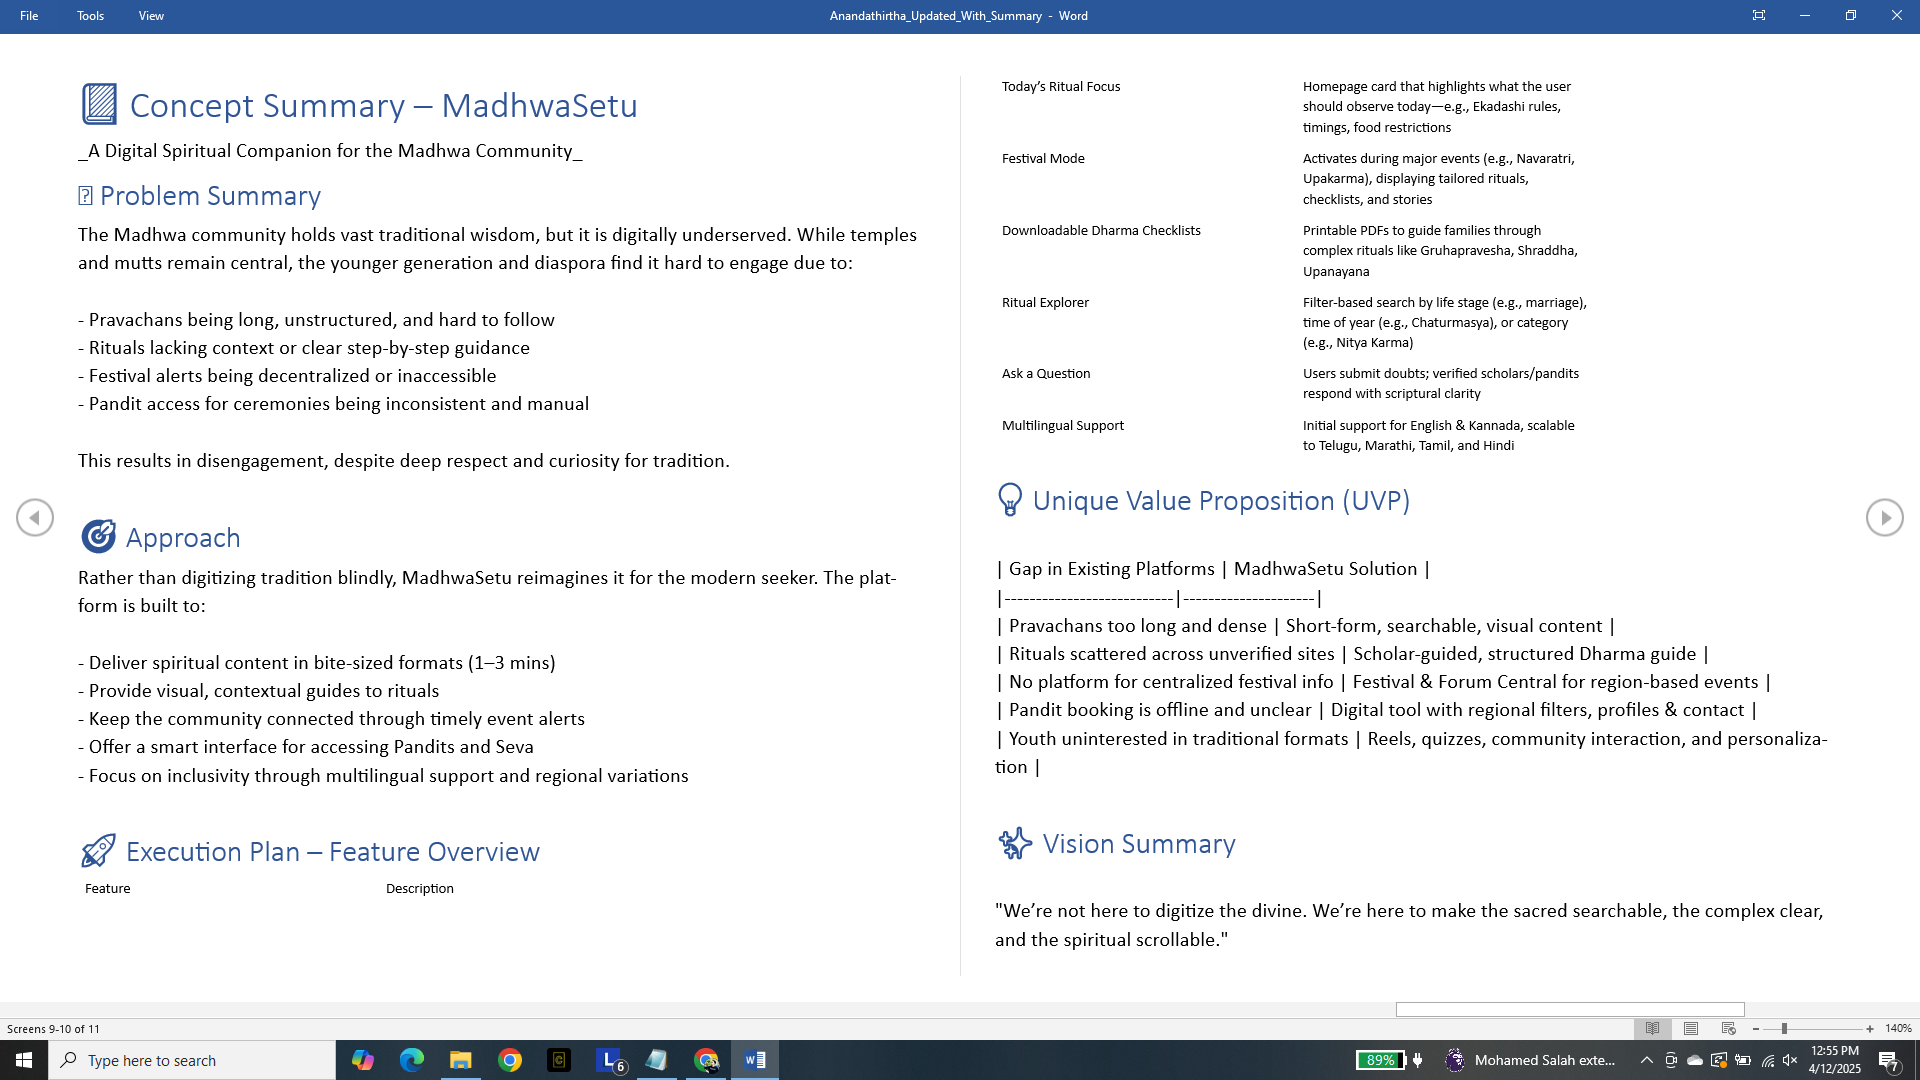 File Tools View Anandathirtha_Updated_With_Summary - Word
Concept Summary – MadhwaSetu
_A Digital Spiritual Companion for the Madhwa Community_
Problem Summary
The Madhwa community holds vast traditional wisdom, but it is digitally underserved. While temples
and mutts remain central, the younger generation and diaspora find it hard to engage due to:
- Pravachans being long, unstructured, and hard to follow
- Rituals lacking context or clear step-by-step guidance
- Festival alerts being decentralized or inaccessible
- Pandit access for ceremonies being inconsistent and manual
This results in disengagement, despite deep respect and curiosity for tradition.
Approach
Rather than digitizing tradition blindly, MadhwaSetu reimagines it for the modern seeker. The plat-
form is built to:
- Deliver spiritual content in bite-sized formats (1–3 mins)
- Provide visual, contextual guides to rituals
- Keep the community connected through timely event alerts
- Offer a smart interface for accessing Pandits and Seva
- Focus on inclusivity through multilingual support and regional variations
Execution Plan – Feature Overview
Feature Description
Today’s Ritual Focus Homepage card that highlights what the user
should observe today—e.g., Ekadashi rules,
timings, food restrictions
Festival Mode Activates during major events (e.g., Navaratri,
Upakarma), displaying tailored rituals,
checklists, and stories
Downloadable Dharma Checklists Printable PDFs to guide families through
complex rituals like Gruhapravesha, Shraddha,
Upanayana
Ritual Explorer Filter-based search by life stage (e.g., marriage),
time of year (e.g., Chaturmasya), or category
(e.g., Nitya Karma)
Ask a Question Users submit doubts; verified scholars/pandits
respond with scriptural clarity
Multilingual Support Initial support for English & Kannada, scalable
to Telugu, Marathi, Tamil, and Hindi
Unique Value Proposition (UVP)
| Gap in Existing Platforms | MadhwaSetu Solution |
|---------------------------|---------------------|
| Pravachans too long and dense | Short-form, searchable, visual content |
| Rituals scattered across unverified sites | Scholar-guided, structured Dharma guide |
| No platform for centralized festival info | Festival & Forum Central for region-based events |
| Pandit booking is offline and unclear | Digital tool with regional filters, profiles & contact |
| Youth uninterested in traditional formats | Reels, quizzes, community interaction, and personaliza-
tion |
Vision Summary
"We’re not here to digitize the divine. We’re here to make the sacred searchable, the complex clear,
and the spiritual scrollable."
Screens 9-10 of 11 140%
Type here to search L 6 W 89% Mohamed Salah exte... 12:55 PM
4/12/2025 7